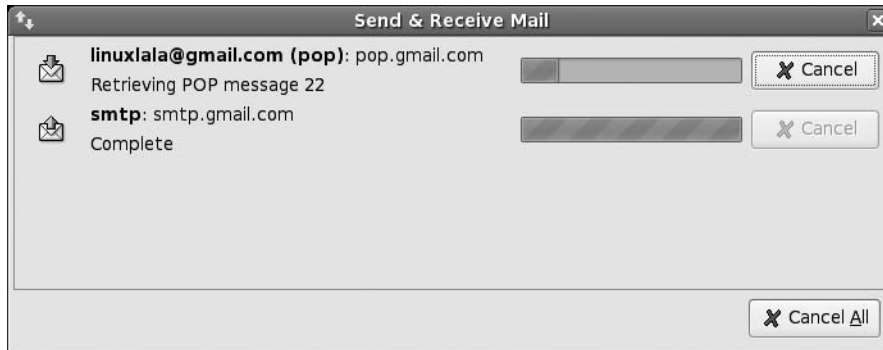 Send & Receive Mail
linuxlala@gmail.com (pop): pop.gmail.com
Retrieving POP message 22
Cancel
smtp: smtp.gmail.com
Complete
Cancel
Cancel All